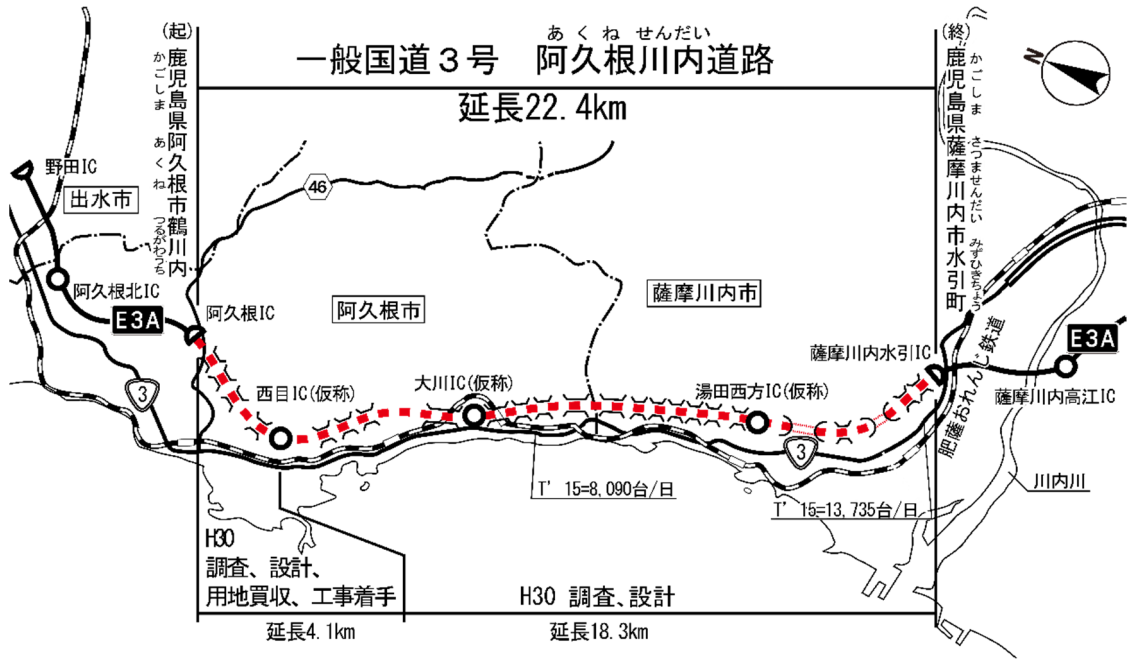 あくね せんだい
一般国道3号 阿久根川内道路
延長22.4km
(起)
鹿児島県阿久根市鶴川内
かごしま あくね つるがわうち
(終)
鹿児島県薩摩川内市水引町
かごしま さつませんだい みずひきちょう
N
野田IC
出水市
46
阿久根北IC
E3A
阿久根IC
阿久根市
薩摩川内市
薩摩川内水引IC
E3A
3
西目IC(仮称)
大川IC(仮称)
湯田西方IC(仮称)
薩摩川内高江IC
肥薩おれんじ鉄道
3
川内川
T' 15=8,090台/日
T' 15=13,735台/日
H30
調査、設計、
用地買収、工事着手
H30 調査、設計
延長4.1km
延長18.3km